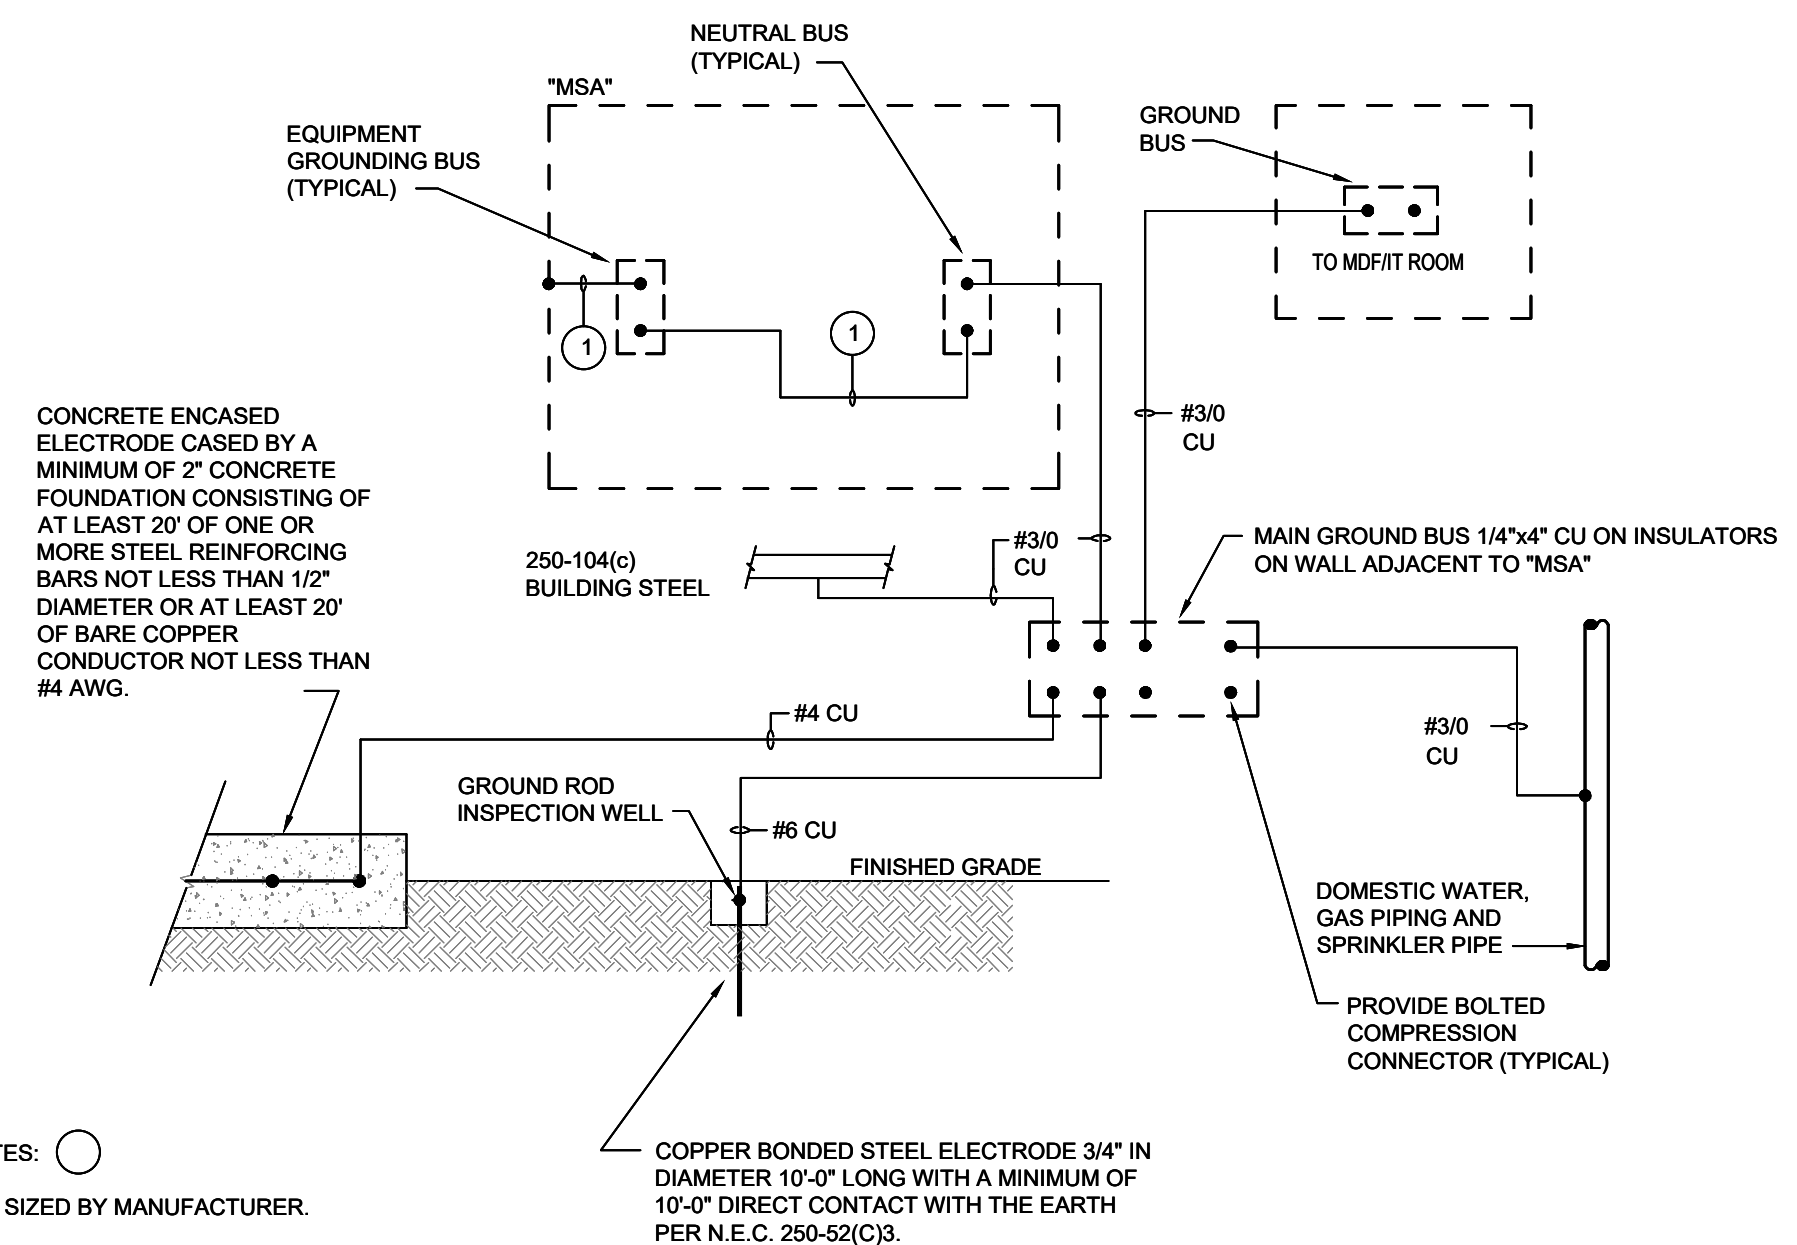 NEUTRAL BUS
(TYPICAL)
"MSA"
EQUIPMENT
GROUNDING BUS
(TYPICAL)
GROUND
BUS
TO MDF/IT ROOM
1
1
#3/0
CU
CONCRETE ENCASED
ELECTRODE CASED BY A
MINIMUM OF 2" CONCRETE
FOUNDATION CONSISTING OF
AT LEAST 20' OF ONE OR
MORE STEEL REINFORCING
BARS NOT LESS THAN 1/2"
DIAMETER OR AT LEAST 20'
OF BARE COPPER
CONDUCTOR NOT LESS THAN
#4 AWG.
250-104(c)
BUILDING STEEL
#3/0
CU
MAIN GROUND BUS 1/4"x4" CU ON INSULATORS
ON WALL ADJACENT TO "MSA"
#4 CU
#3/0
CU
GROUND ROD
INSPECTION WELL
#6 CU
FINISHED GRADE
DOMESTIC WATER,
GAS PIPING AND
SPRINKLER PIPE
PROVIDE BOLTED
COMPRESSION
CONNECTOR (TYPICAL)
COPPER BONDED STEEL ELECTRODE 3/4" IN
DIAMETER 10'-0" LONG WITH A MINIMUM OF
10'-0" DIRECT CONTACT WITH THE EARTH
PER N.E.C. 250-52(C)3.
TES:
SIZED BY MANUFACTURER.